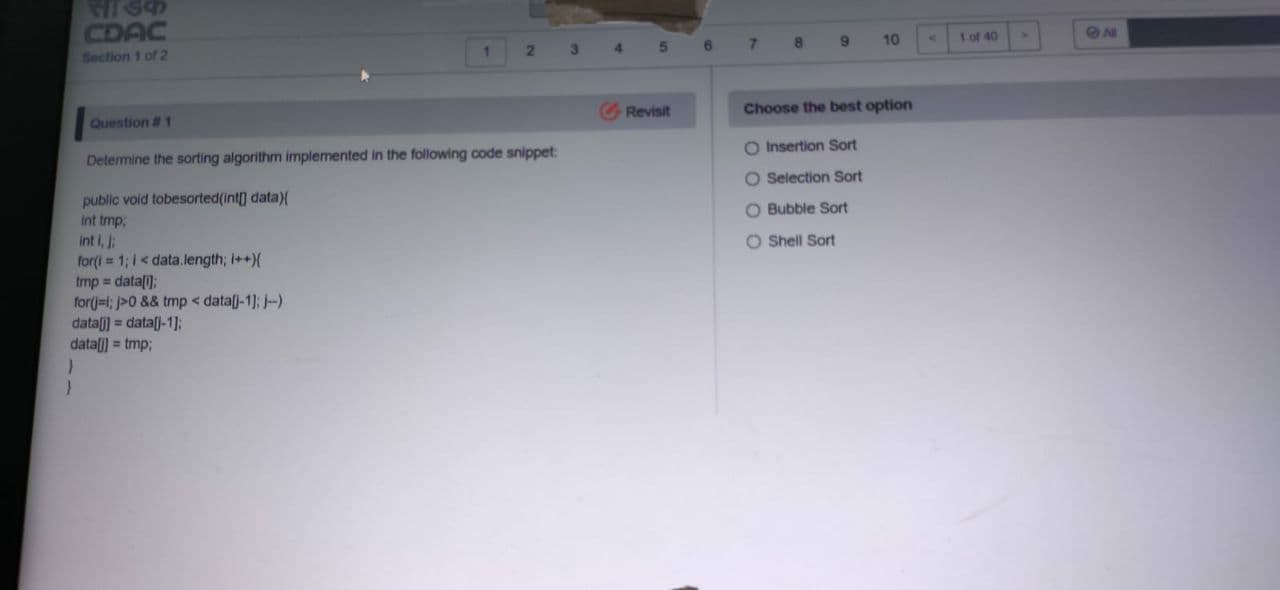 सी डैक
CDAC
Section 1 of 2
1 2 3 4 5 6 7 8 9 10 < 1 of 40 > All
Question # 1
Revisit
Determine the sorting algorithm implemented in the following code snippet:
public void tobesorted(int[] data){
int tmp;
int i, j;
for(i = 1; i < data.length; i++){
tmp = data[i];
for(j=i; j>0 && tmp < data[j-1]; j--)
data[j] = data[j-1];
data[j] = tmp;
}
}
Choose the best option
Insertion Sort
Selection Sort
Bubble Sort
Shell Sort